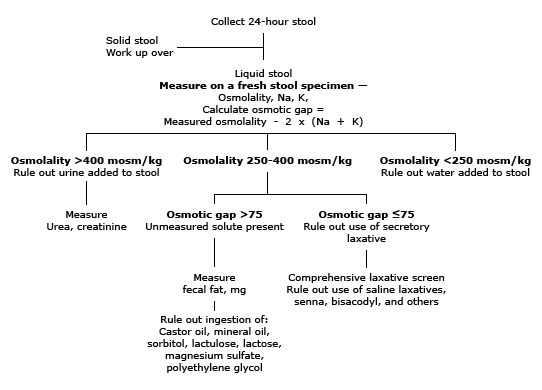 Collect 24-hour stool
Solid stool
Work up over
Liquid stool
Measure on a fresh stool specimen —
Osmolality, Na, K,
Calculate osmotic gap =
Measured osmolality - 2 x (Na + K)
Osmolality >400 mosm/kg
Rule out urine added to stool
Osmolality 250-400 mosm/kg
Osmolality <250 mosm/kg
Rule out water added to stool
Measure
Urea, creatinine
Osmotic gap >75
Unmeasured solute present
Osmotic gap ≤75
Rule out use of secretory
laxative
Measure
fecal fat, mg
Comprehensive laxative screen
Rule out use of saline laxatives,
senna, bisacodyl, and others
Rule out ingestion of:
Castor oil, mineral oil,
sorbitol, lactulose, lactose,
magnesium sulfate,
polyethylene glycol